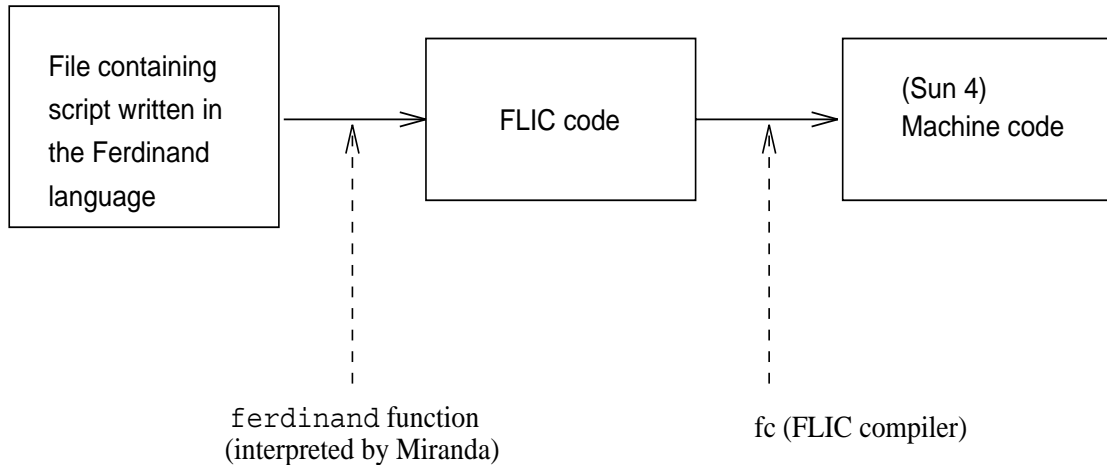 File containing
script written in
the Ferdinand
language
FLIC code
(Sun 4)
Machine code
ferdinand function
(interpreted by Miranda)
fc (FLIC compiler)